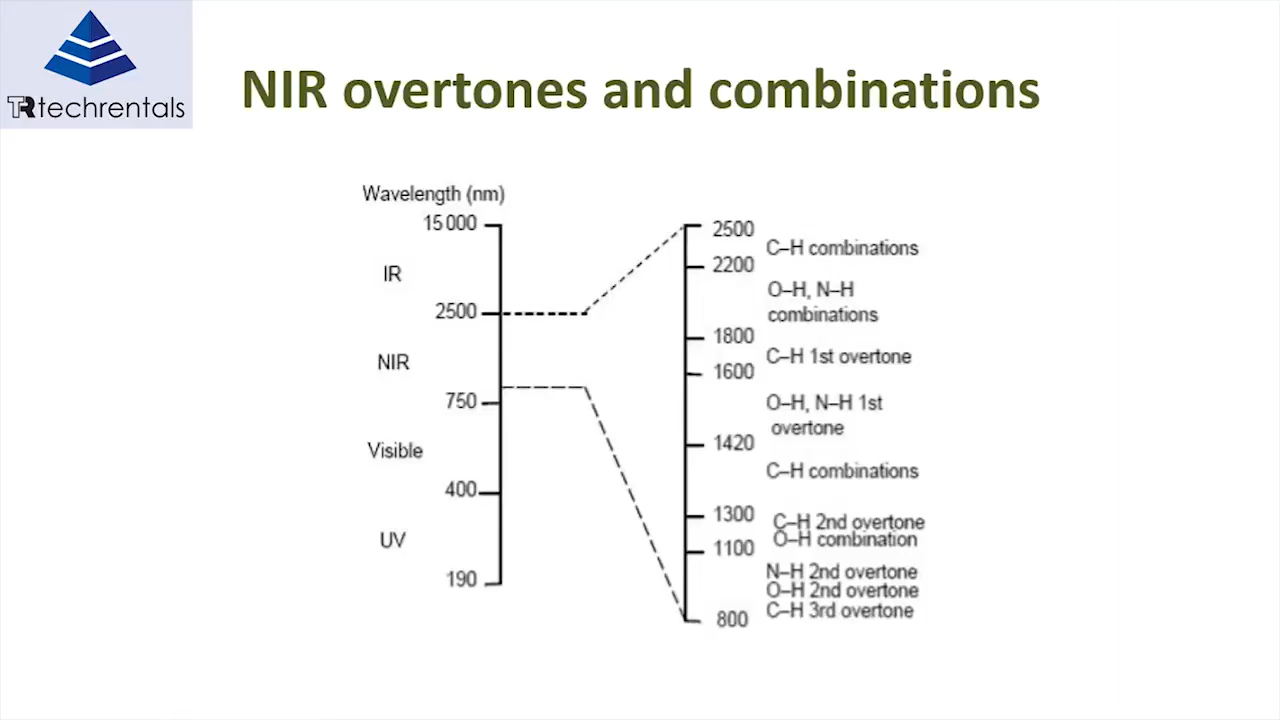 TR techrentals
NIR overtones and combinations
Wavelength (nm)
15 000
IR
2500
NIR
750
Visible
400
UV
190
2500
C–H combinations
2200
O–H, N–H
combinations
1800
C–H 1st overtone
1600
O–H, N–H 1st
overtone
1420
C–H combinations
1300
C–H 2nd overtone
O–H combination
1100
N–H 2nd overtone
O–H 2nd overtone
C–H 3rd overtone
800